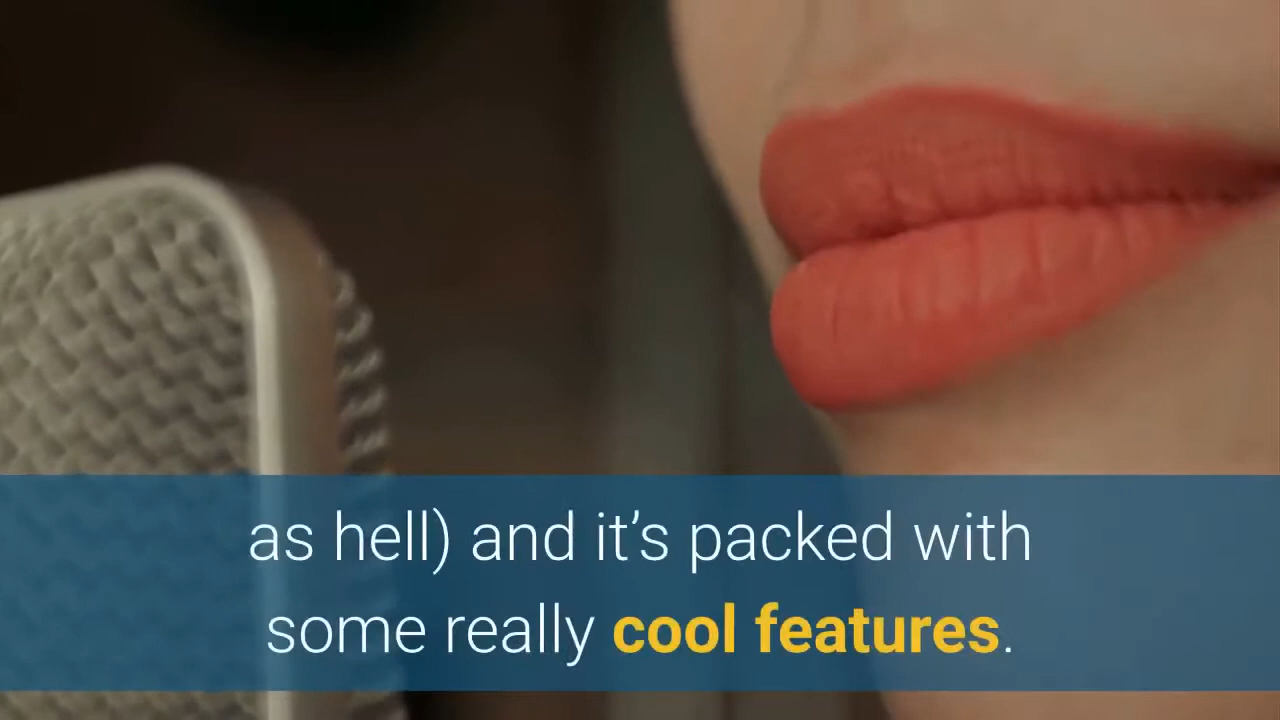 as hell) and it’s packed with
some really cool features.